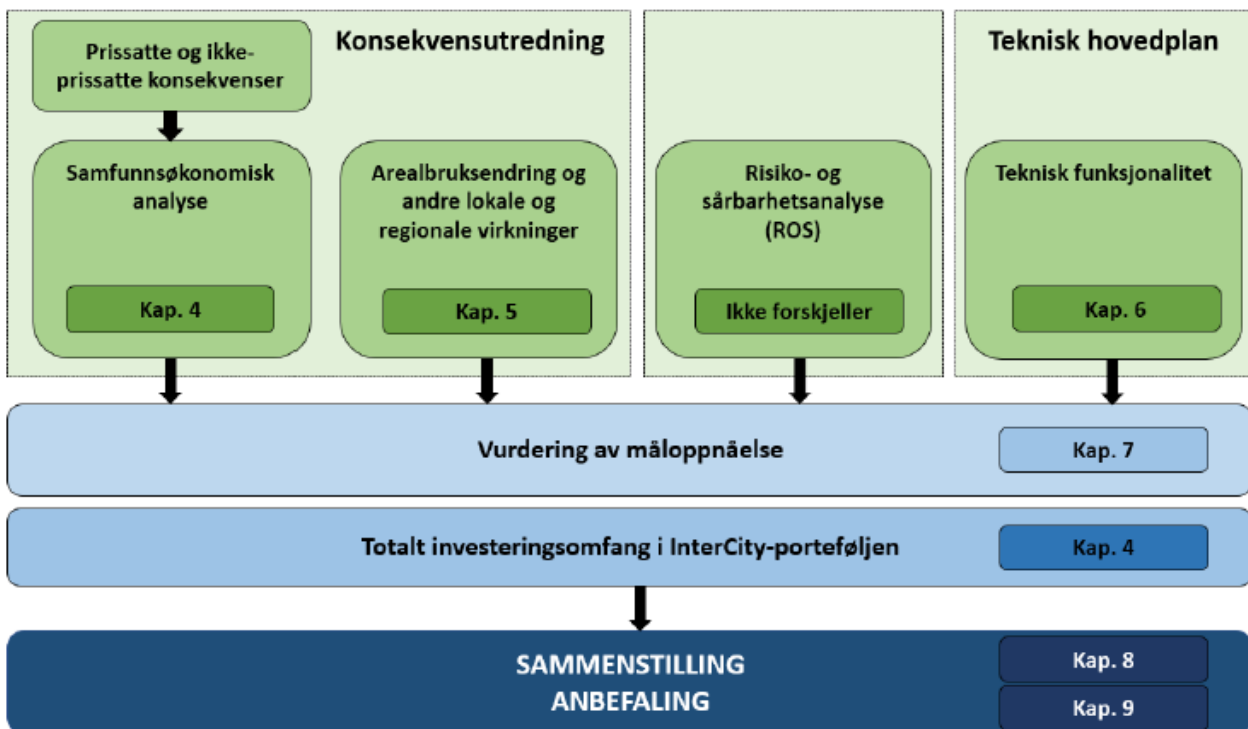 Konsekvensutredning
Teknisk hovedplan
Prissatte og ikke-
prissatte konsekvenser
Samfunnsøkonomisk
analyse
Kap. 4
Arealbruksendring og
andre lokale og
regionale virkninger
Kap. 5
Risiko- og
sårbarhetsanalyse
(ROS)
Ikke forskjeller
Teknisk funksjonalitet
Kap. 6
Vurdering av måloppnåelse
Kap. 7
Totalt investeringsomfang i InterCity-porteføljen
Kap. 4
SAMMENSTILLING
ANBEFALING
Kap. 8
Kap. 9